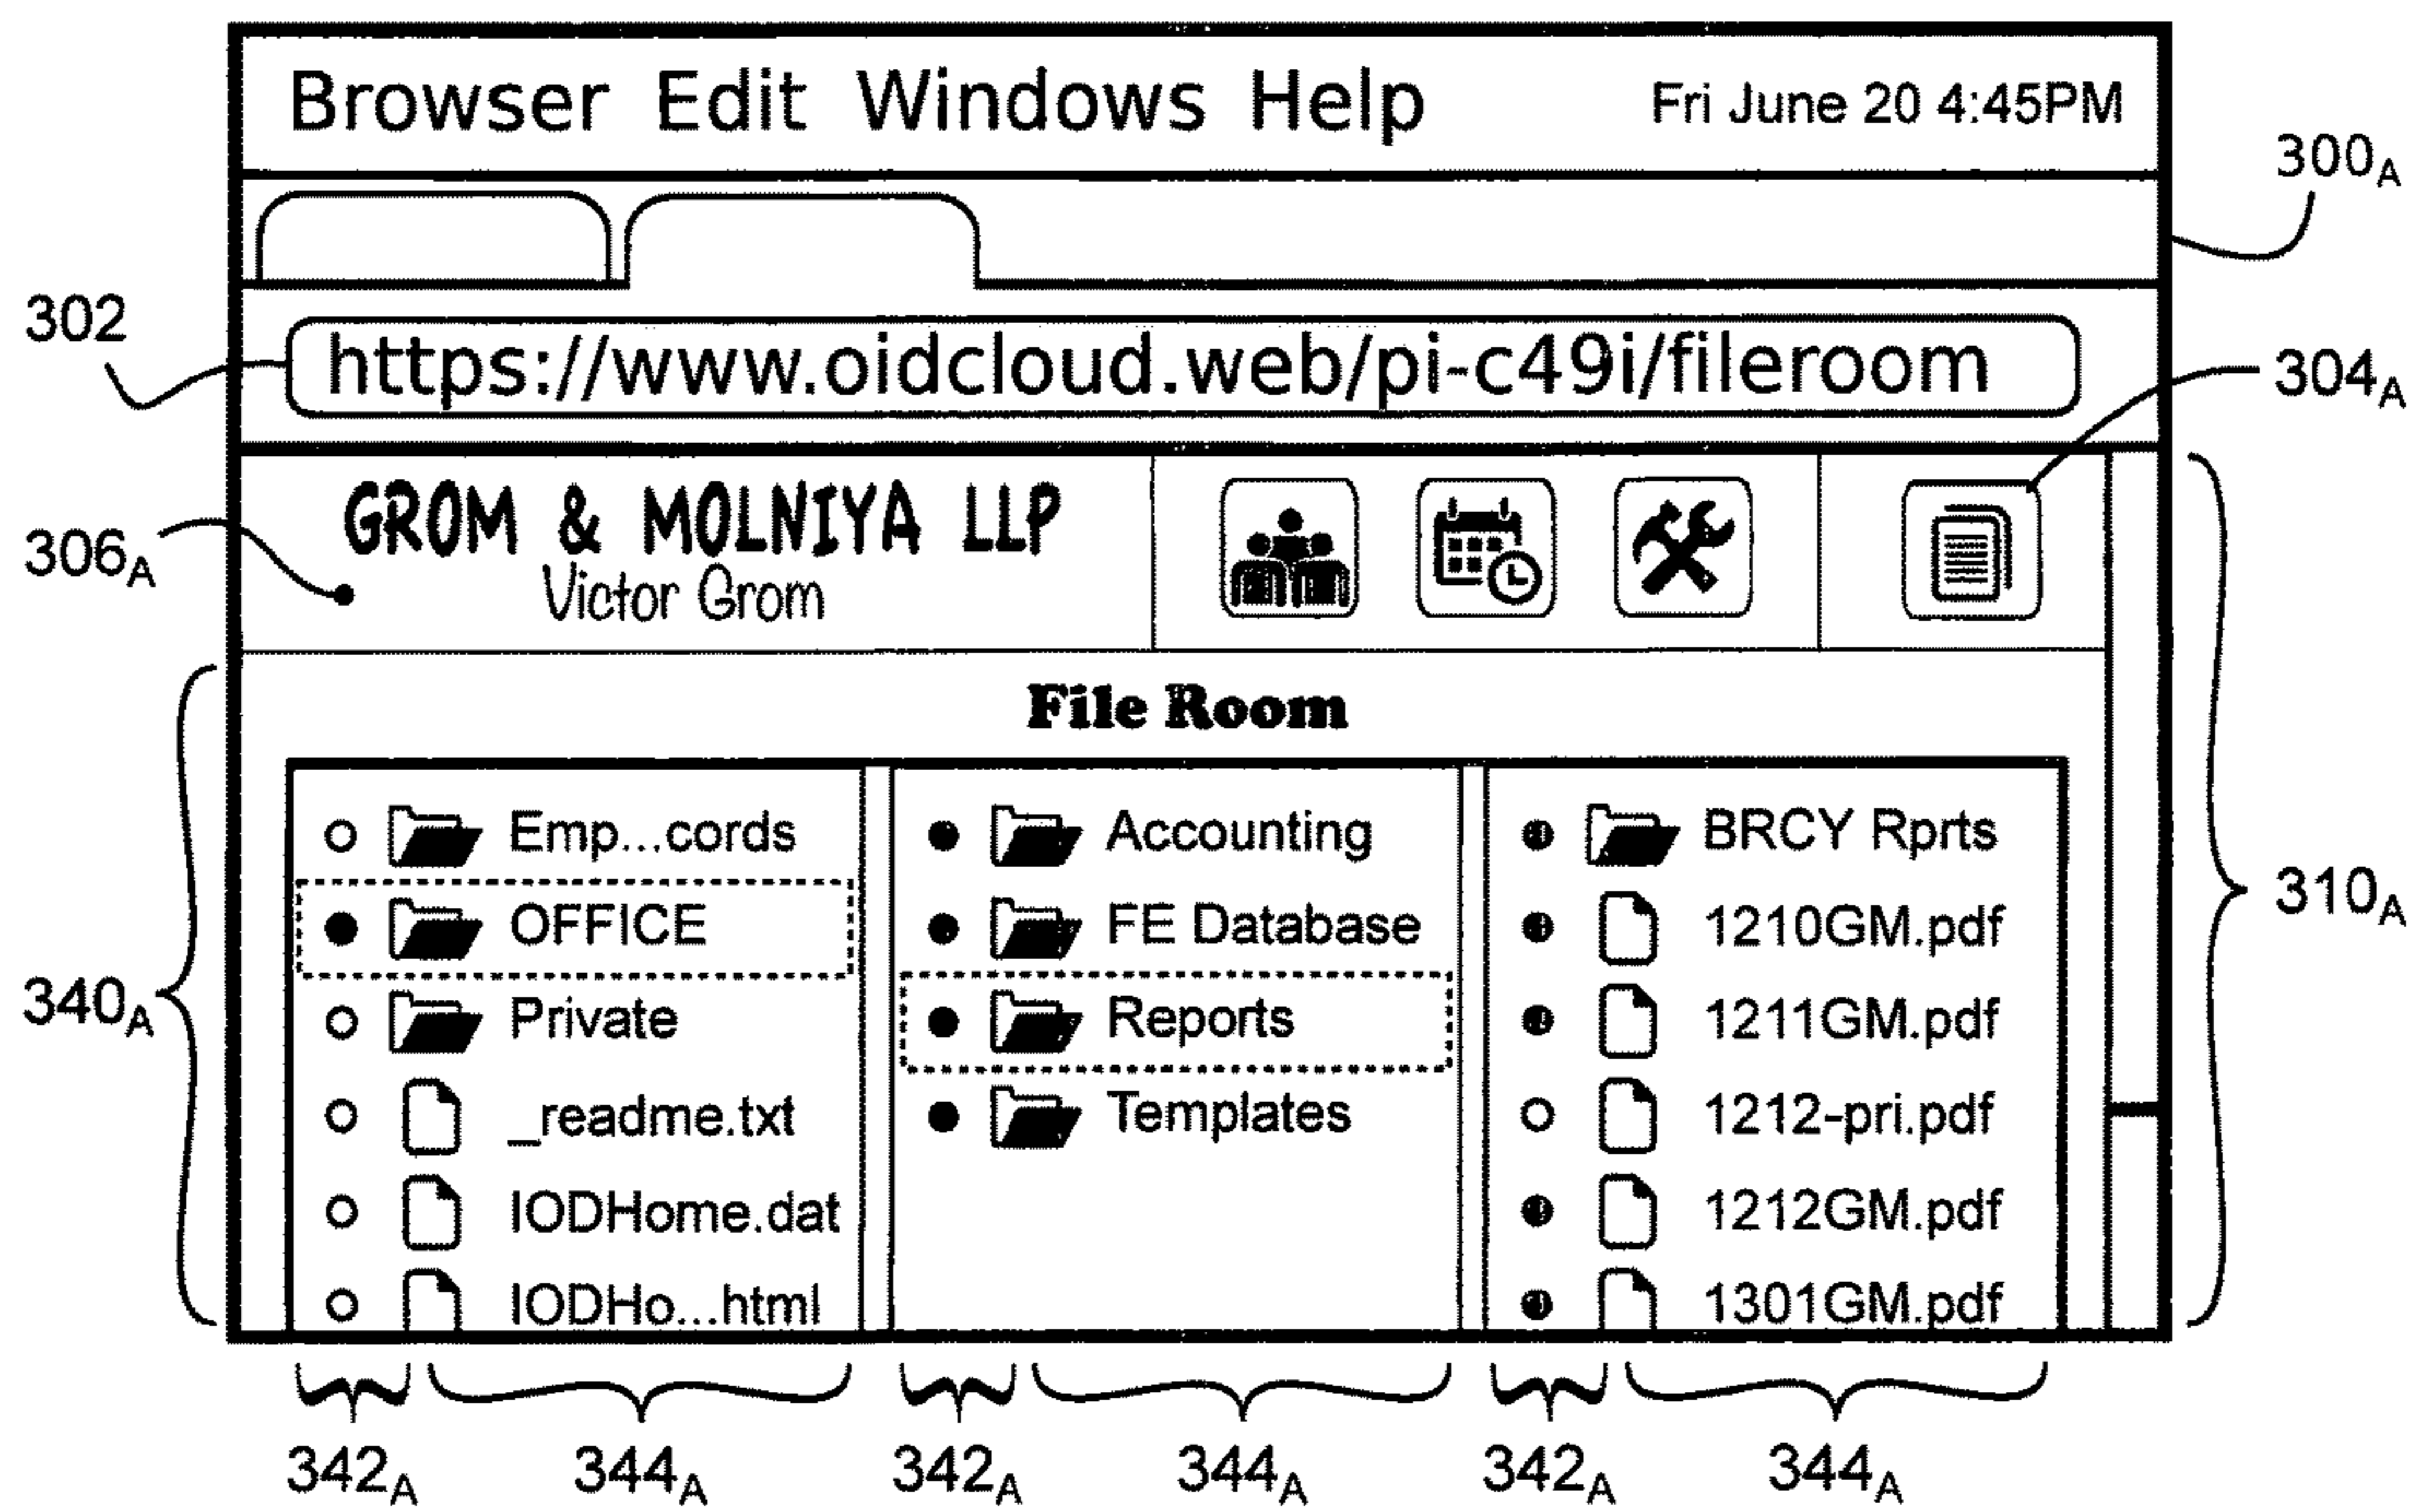 Browser Edit Windows Help Fri June 20 4:45PM
300A
302
https://www.oidcloud.web/pi-c49i/fileroom
304A
GROM & MOLNIYA LLP
306A
Victor Grom
File Room
Emp...cords Accounting BRCY Rprts
310A
OFFICE FE Database 1210GM.pdf
340A
Private Reports 1211GM.pdf
_readme.txt Templates 1212-pri.pdf
IODHome.dat 1212GM.pdf
IODHo...html 1301GM.pdf
342A 344A 342A 344A 342A 344A